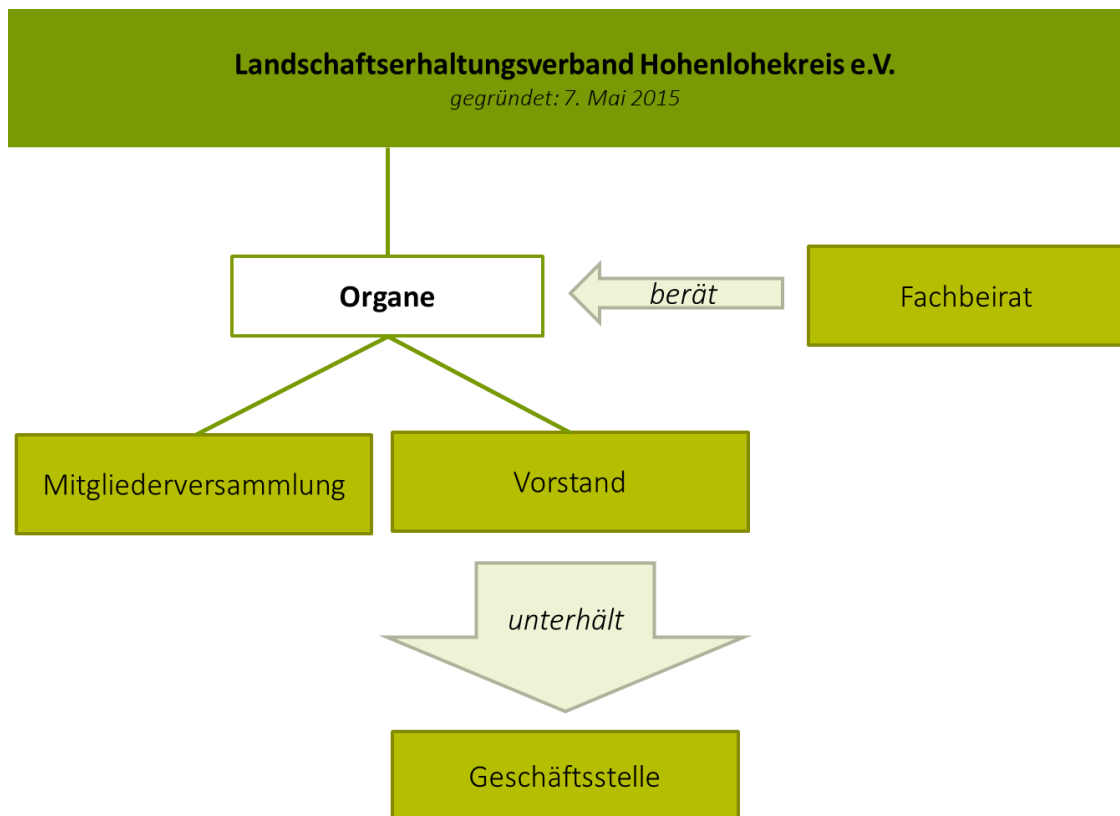 Landschaftserhaltungsverband Hohenlohekreis e.V.
gegründet: 7. Mai 2015
Organe
berät
Fachbeirat
Mitgliederversammlung
Vorstand
unterhält
Geschäftsstelle